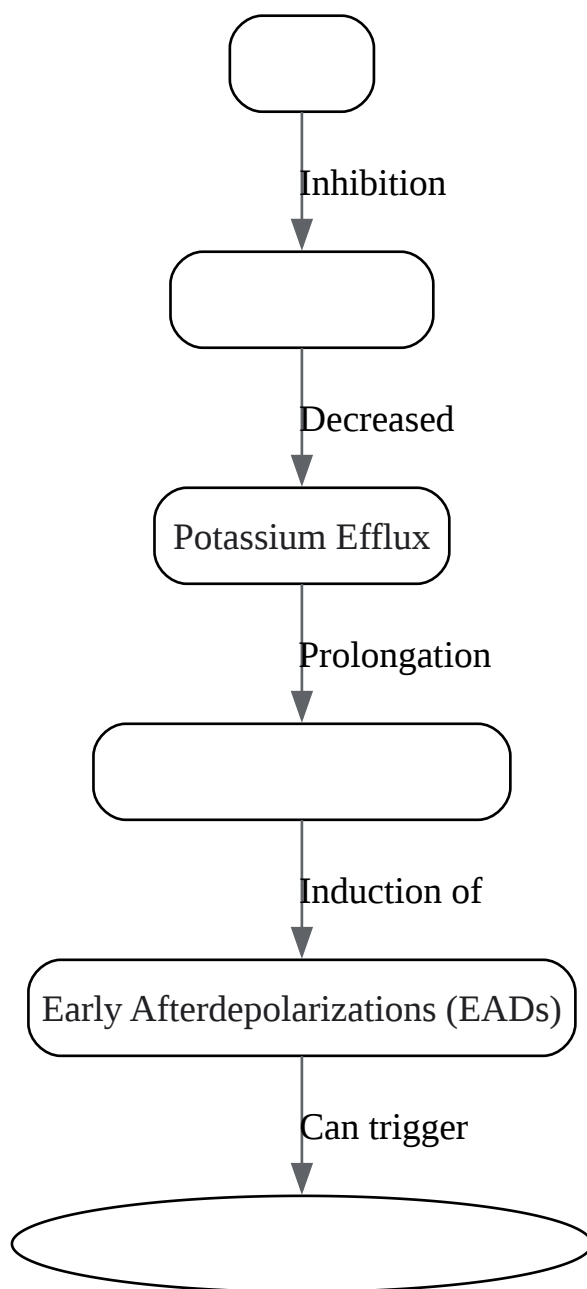 Inhibition
Decreased
Potassium Efflux
Prolongation
Induction of
Early Afterdepolarizations (EADs)
Can trigger